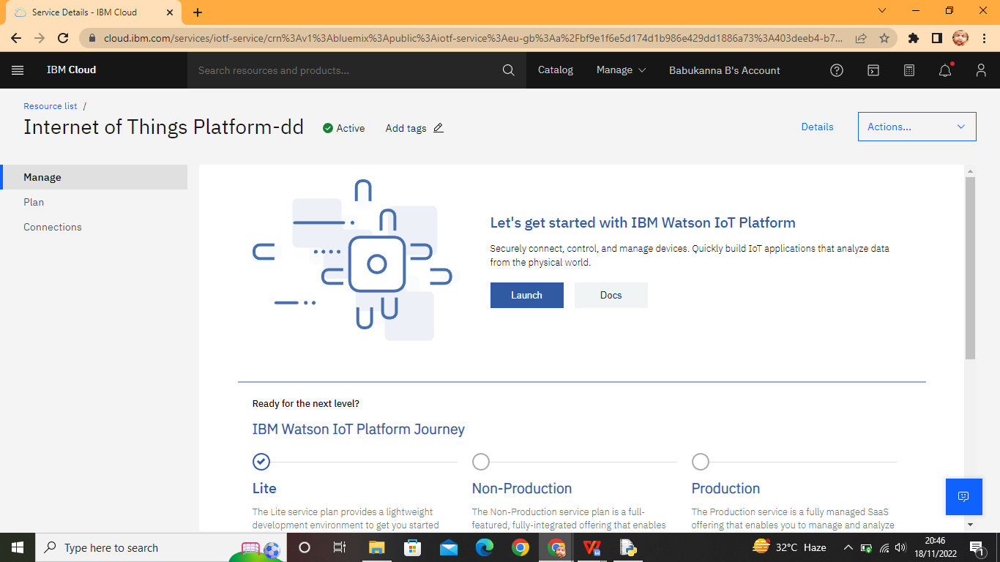 Service Details - IBM Cloud
cloud.ibm.com/services/iotf-service/crn%3Av1%3Abluemix%3Apublic%3Aiotf-service%3Aeu-gb%3Aa%2Fbf9e1f6e5d174d1b986e429dd1886a73%3A403deeb4-b7...
IBM Cloud
Search resources and products...
Catalog
Manage
Babukanna B's Account
Resource list /
Internet of Things Platform-dd
Active
Add tags
Details
Actions...
Manage
Plan
Connections
Let's get started with IBM Watson IoT Platform
Securely connect, control, and manage devices. Quickly build IoT applications that analyze data
from the physical world.
Launch
Docs
Ready for the next level?
IBM Watson IoT Platform Journey
Lite
The Lite service plan provides a lightweight
development environment to get you started
Non-Production
The Non-Production service plan is a full-
featured, fully-integrated offering that enables
Production
The Production service is a fully managed SaaS
offering that enables you to manage and analyze
Type here to search
32°C Haze
20:46
18/11/2022
1